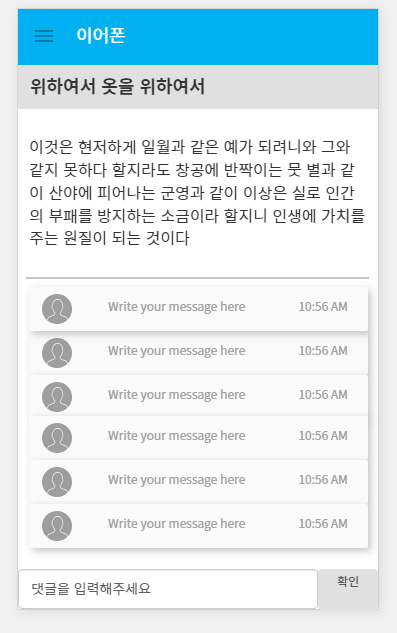 이어폰
위하여서 옷을 위하여서
이것은 현저하게 일월과 같은 예가 되려니와 그와
같지 못하다 할지라도 창공에 반짝이는 뭇 별과 같
이 산야에 피어나는 군영과 같이 이상은 실로 인간
의 부패를 방지하는 소금이라 할지니 인생에 가치를
주는 원질이 되는 것이다
Write your message here 10:56 AM
Write your message here 10:56 AM
Write your message here 10:56 AM
Write your message here 10:56 AM
Write your message here 10:56 AM
Write your message here 10:56 AM
댓글을 입력해주세요 확인